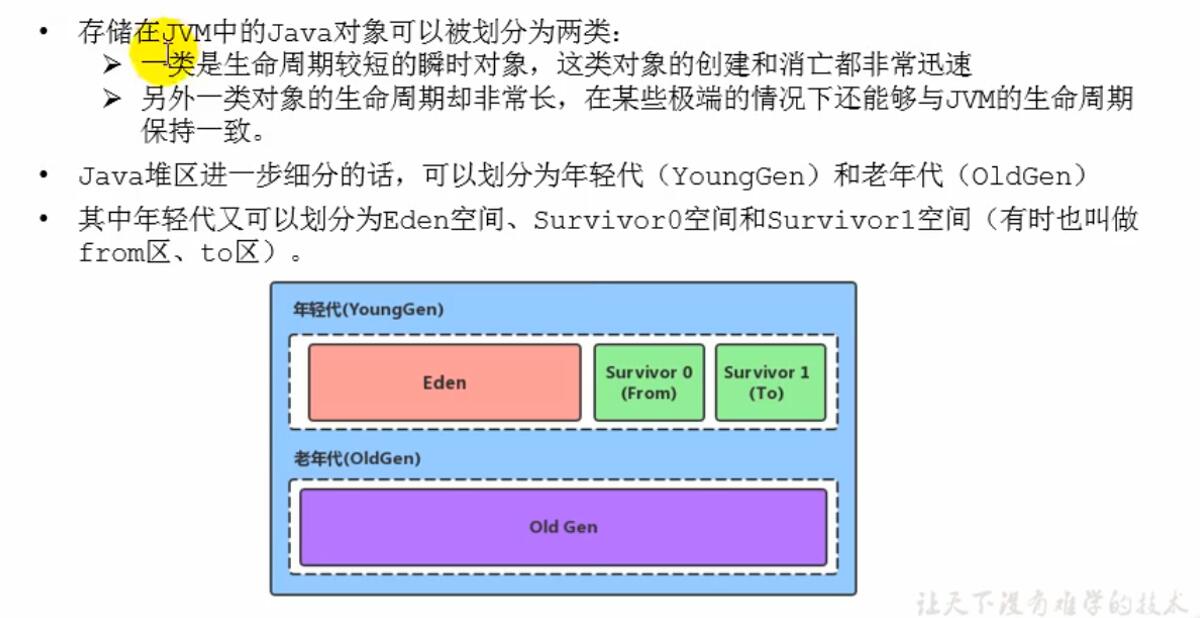 • 存储在JVM中的Java对象可以被划分为两类：
➢ 一类是生命周期较短的瞬时对象，这类对象的创建和消亡都非常迅速
➢ 另外一类对象的生命周期却非常长，在某些极端的情况下还能够与JVM的生命周期
保持一致。
• Java堆区进一步细分的话，可以划分为年轻代（YoungGen）和老年代（OldGen）
• 其中年轻代又可以划分为Eden空间、Survivor0空间和Survivor1空间（有时也叫做
from区、to区）。
年轻代(YoungGen)
Eden
Survivor 0
(From)
Survivor 1
(To)
老年代(OldGen)
Old Gen
让天下没有难学的技术